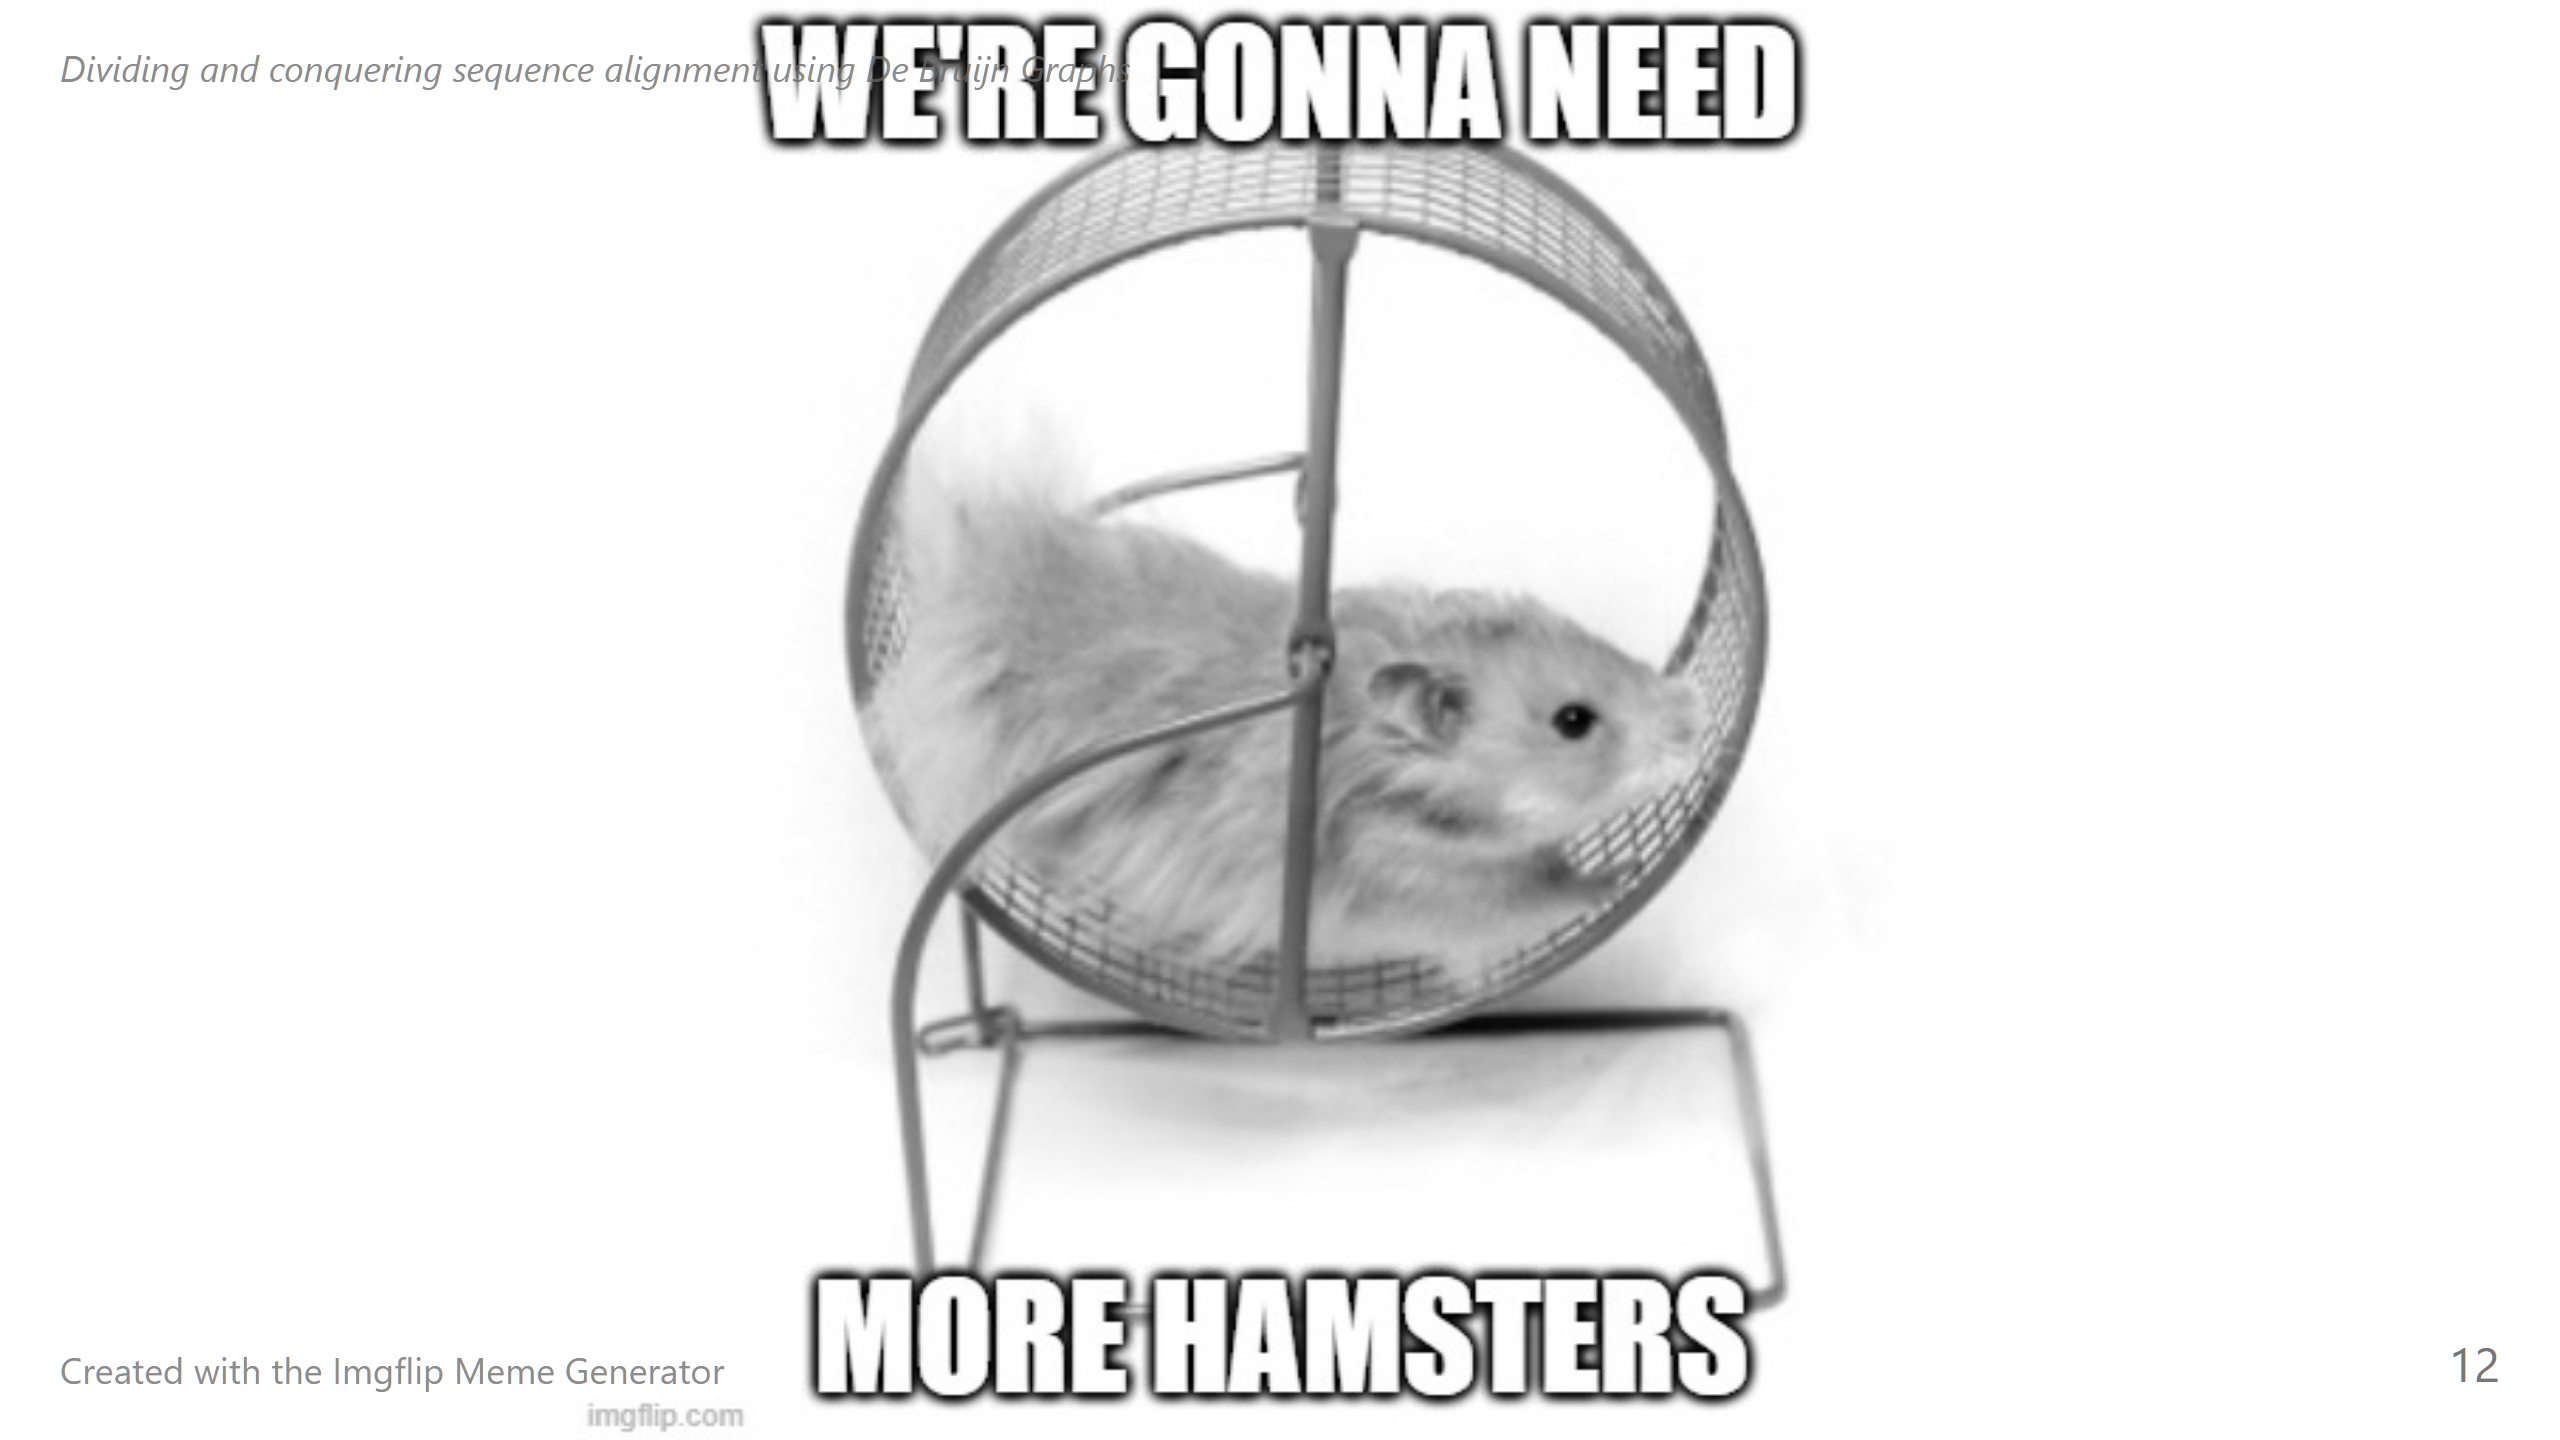 Dividing and conquering sequence alignment using De Bruijn Graphs
WE'RE GONNA NEED
MORE HAMSTERS
Created with the Imgflip Meme Generator
12
imgflip.com